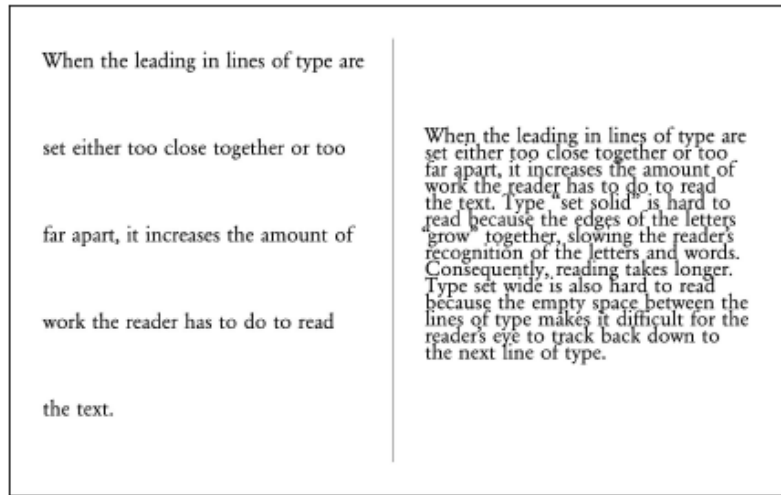 When the leading in lines of type are
set either too close together or too
far apart, it increases the amount of
work the reader has to do to read
the text.
When the leading in lines of type are
set either too close together or too
far apart, it increases the amount of
work the reader has to do to read
the text. Type “set solid” is hard to
read because the edges of the letters
“grow” together, slowing the reader's
recognition of the letters and words.
Consequently, reading takes longer.
Type set wide is also hard to read
because the empty space between the
lines of type makes it difficult for the
reader's eye to track back down to
the next line of type.